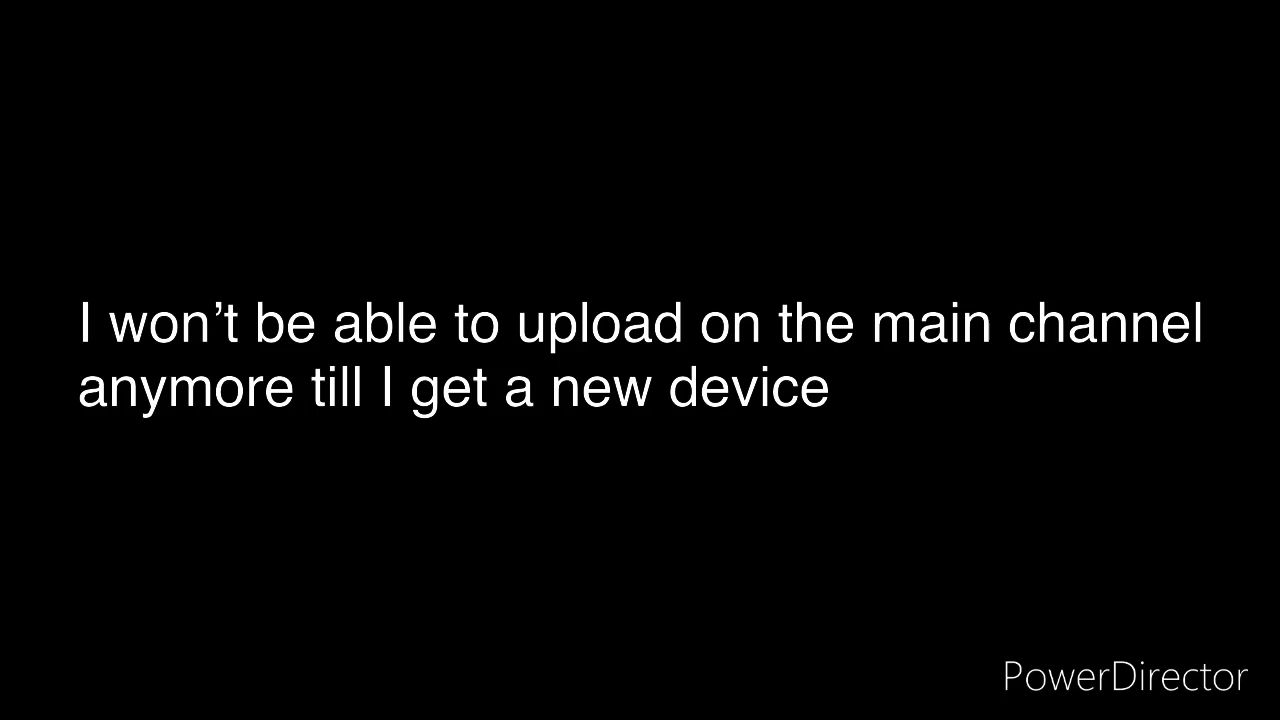 I won’t be able to upload on the main channel
anymore till I get a new device
PowerDirector